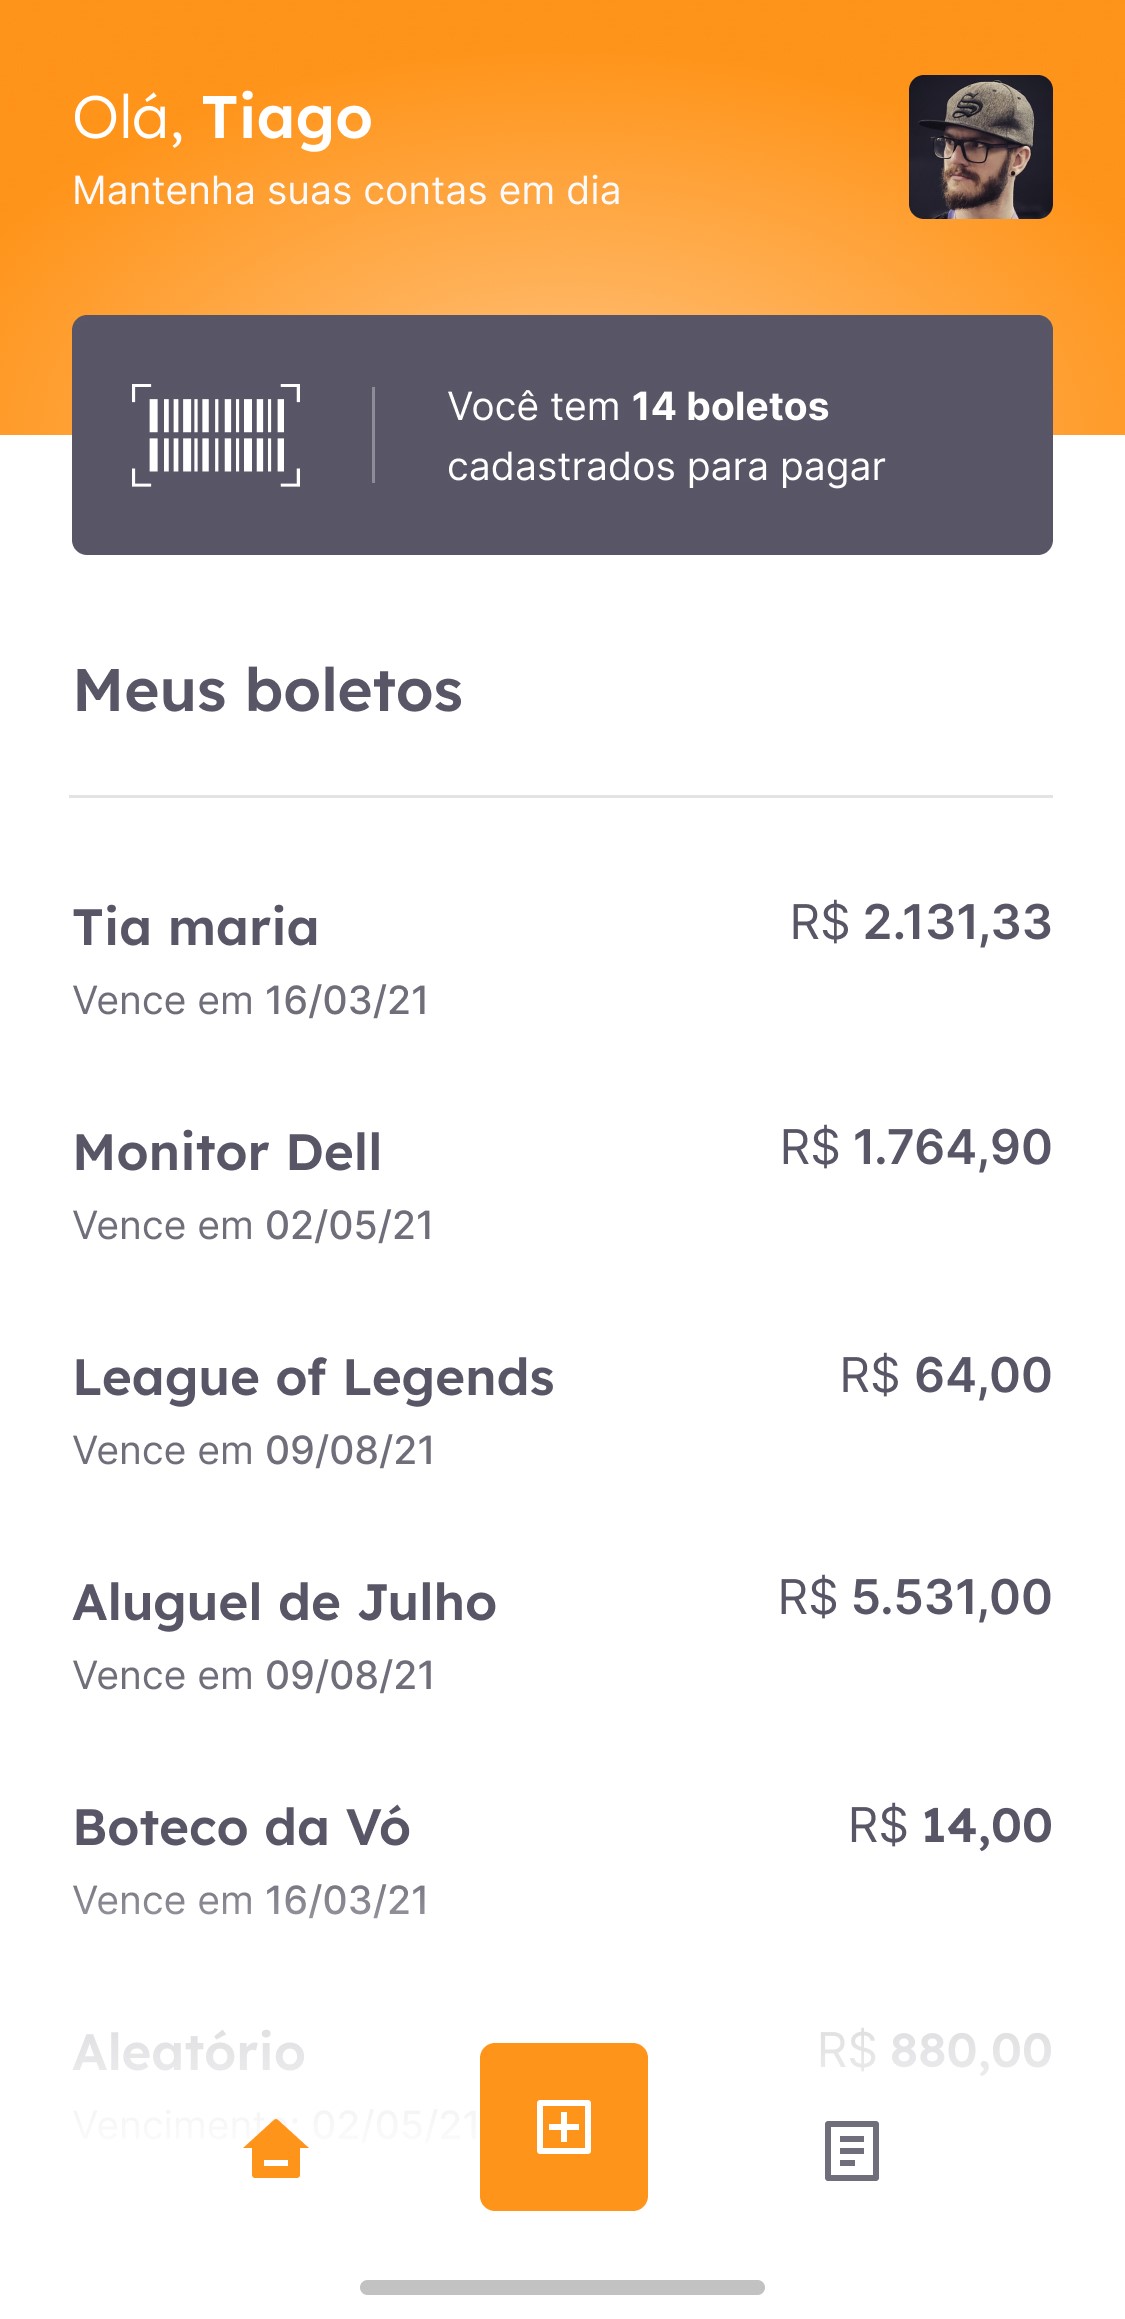 Olá, Tiago
Mantenha suas contas em dia
Você tem 14 boletos
cadastrados para pagar
Meus boletos
Tia maria R$ 2.131,33
Vence em 16/03/21
Monitor Dell R$ 1.764,90
Vence em 02/05/21
League of Legends R$ 64,00
Vence em 09/08/21
Aluguel de Julho R$ 5.531,00
Vence em 09/08/21
Boteco da Vó R$ 14,00
Vence em 16/03/21
Aleatório R$ 880,00
Vencimento: 02/05/21